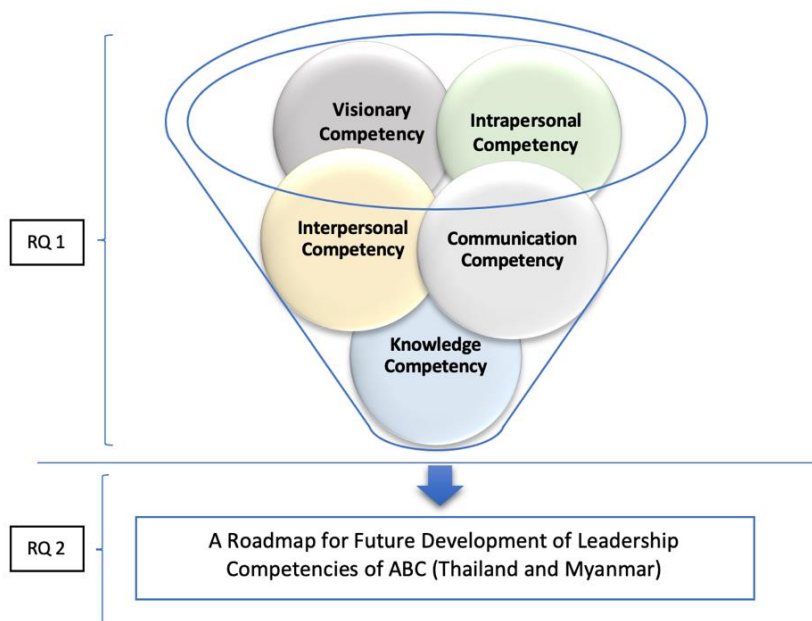 Visionary
Competency
Intrapersonal
Competency
RQ 1
Interpersonal
Competency
Communication
Competency
Knowledge
Competency
RQ 2
A Roadmap for Future Development of Leadership
Competencies of ABC (Thailand and Myanmar)